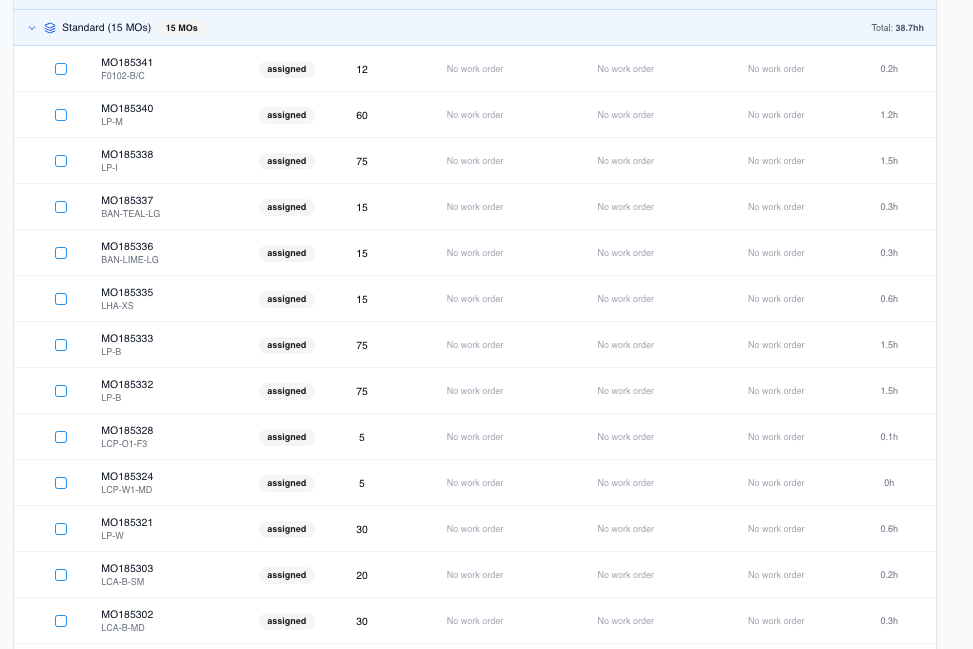 Standard (15 MOs) 15 MOs Total: 38.7hh
MO185341
F0102-B/C
assigned 12 No work order No work order No work order 0.2h
MO185340
LP-M
assigned 60 No work order No work order No work order 1.2h
MO185338
LP-I
assigned 75 No work order No work order No work order 1.5h
MO185337
BAN-TEAL-LG
assigned 15 No work order No work order No work order 0.3h
MO185336
BAN-LIME-LG
assigned 15 No work order No work order No work order 0.3h
MO185335
LHA-XS
assigned 15 No work order No work order No work order 0.6h
MO185333
LP-B
assigned 75 No work order No work order No work order 1.5h
MO185332
LP-B
assigned 75 No work order No work order No work order 1.5h
MO185328
LCP-O1-F3
assigned 5 No work order No work order No work order 0.1h
MO185324
LCP-W1-MD
assigned 5 No work order No work order No work order 0h
MO185321
LP-W
assigned 30 No work order No work order No work order 0.6h
MO185303
LCA-B-SM
assigned 20 No work order No work order No work order 0.2h
MO185302
LCA-B-MD
assigned 30 No work order No work order No work order 0.3h